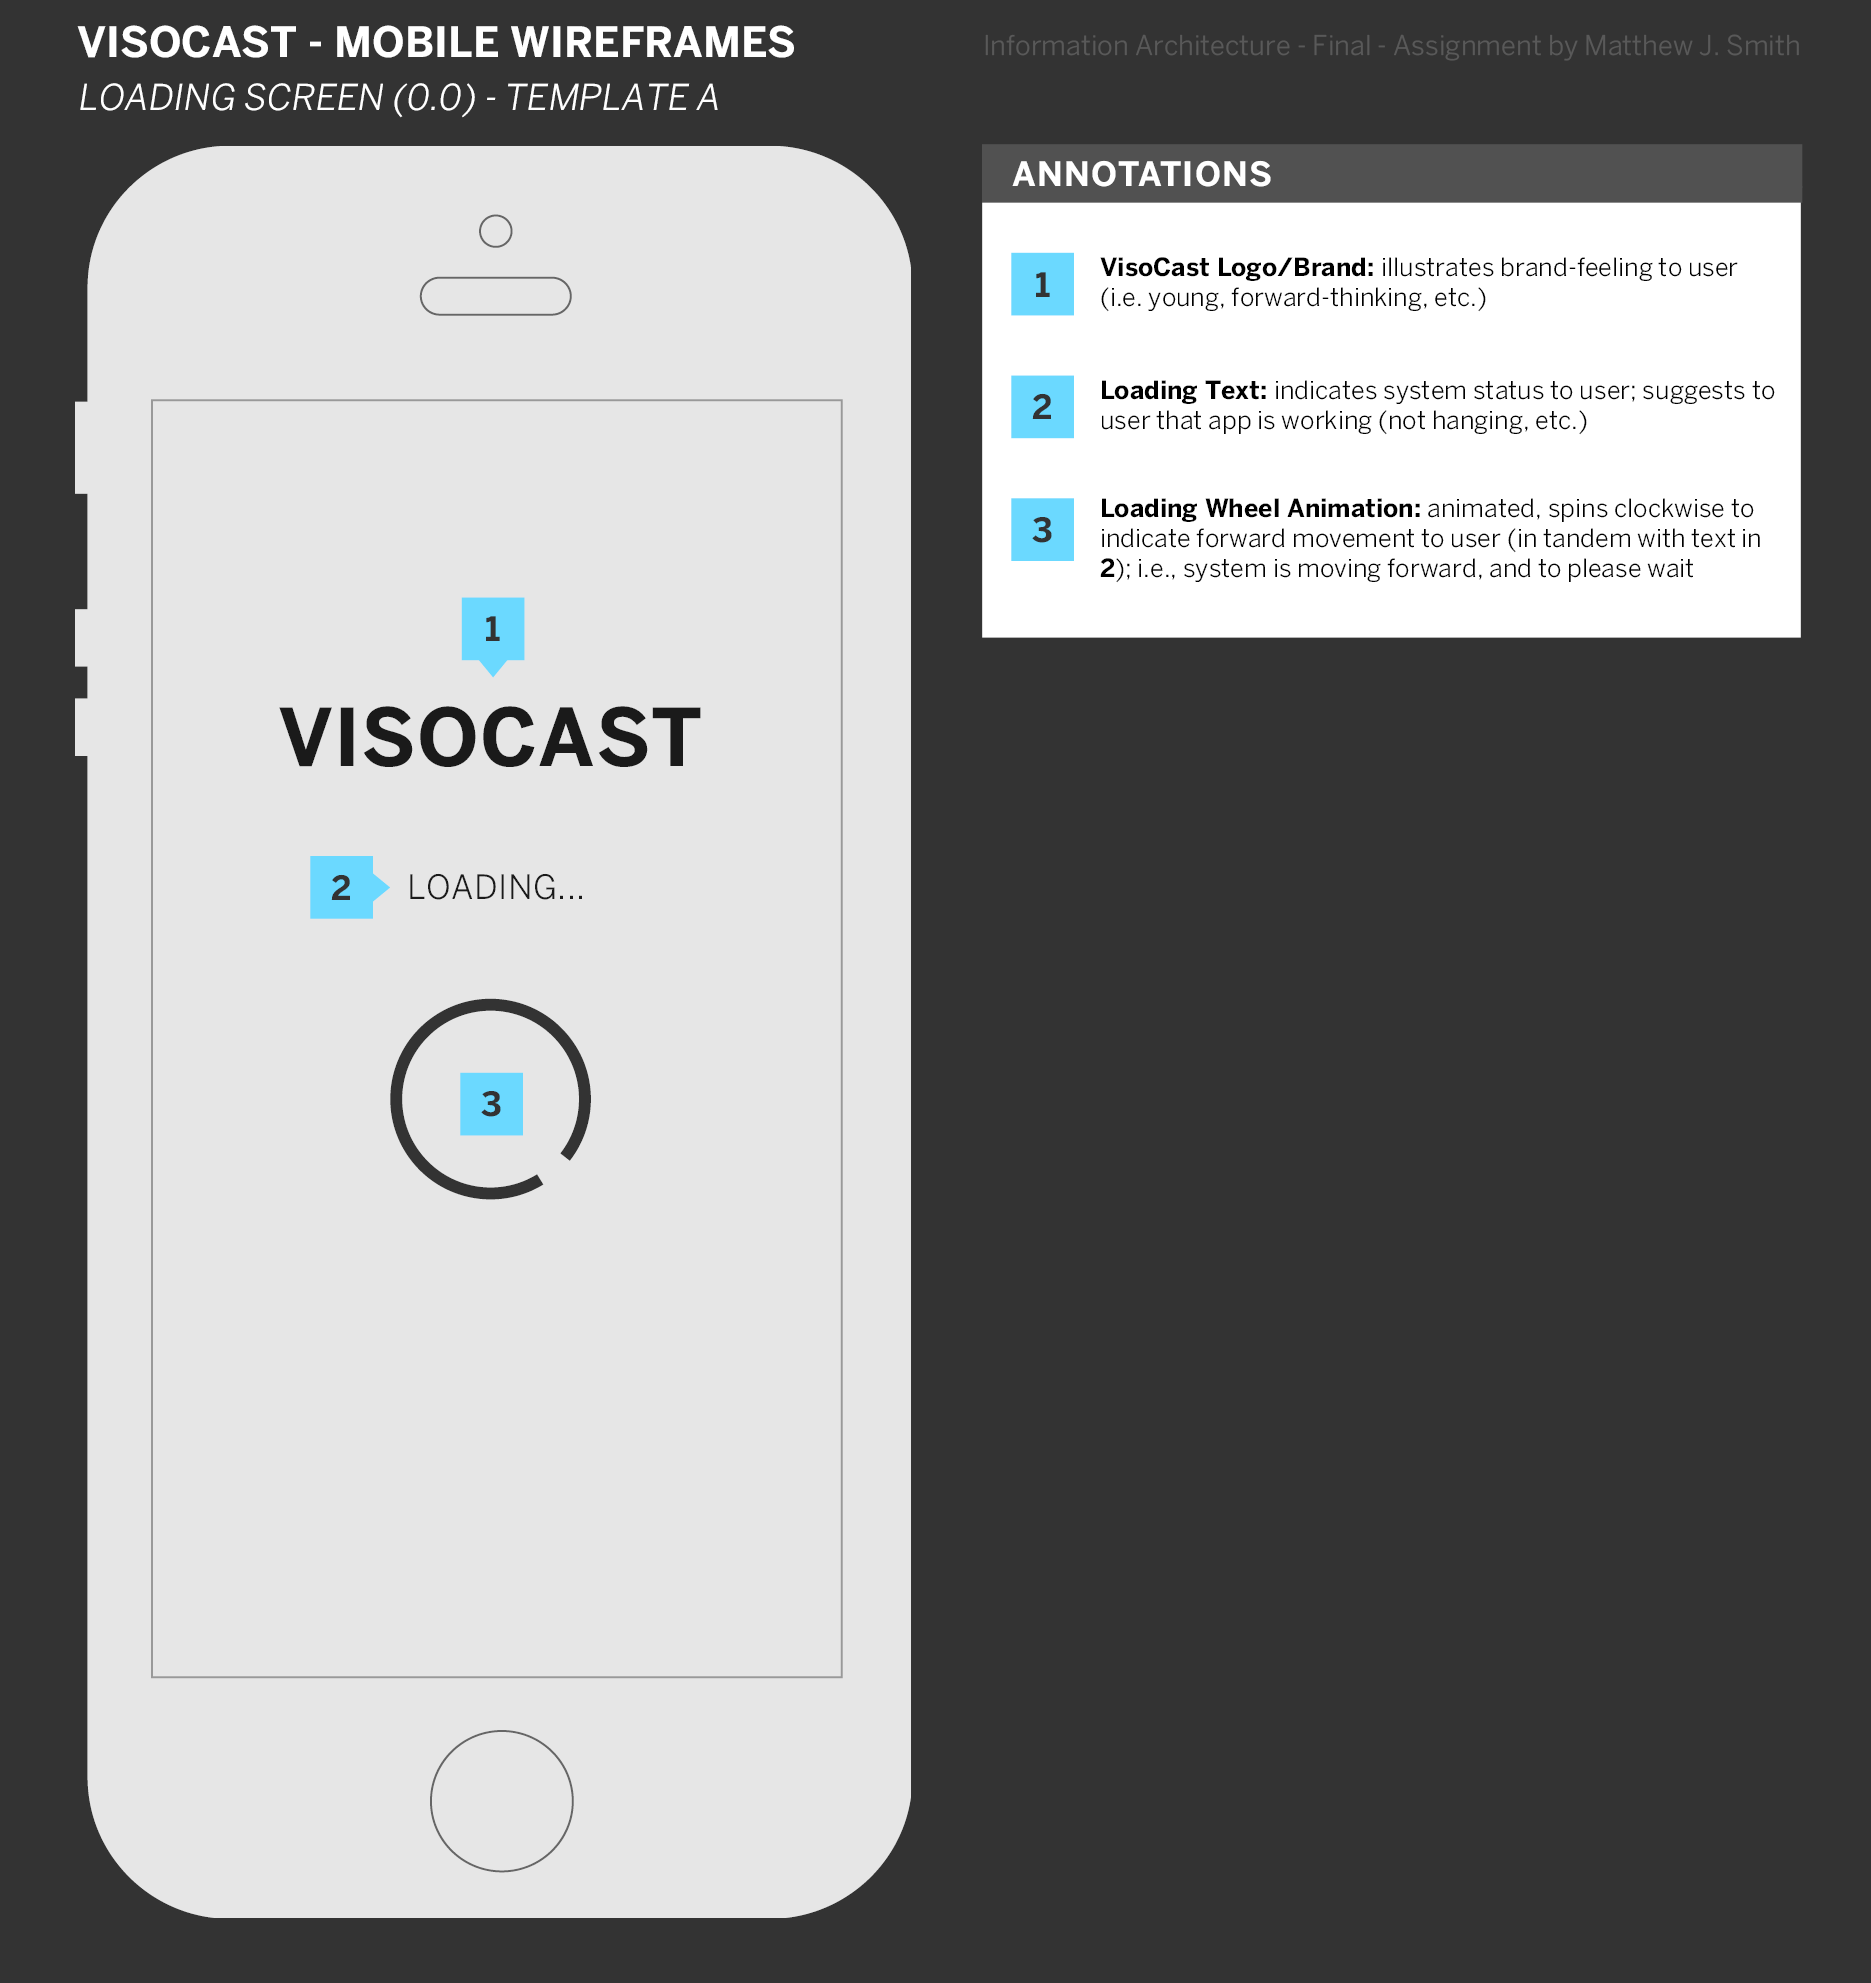 VISOCAST - MOBILE WIREFRAMES
Information Architecture - Final - Assignment by Matthew J. Smith
LOADING SCREEN (0.0) - TEMPLATE A
1
VISOCAST
2 LOADING...
3
ANNOTATIONS
1 VisoCast Logo/Brand: illustrates brand-feeling to user
(i.e. young, forward-thinking, etc.)
2 Loading Text: indicates system status to user; suggests to
user that app is working (not hanging, etc.)
3 Loading Wheel Animation: animated, spins clockwise to
indicate forward movement to user (in tandem with text in
2); i.e., system is moving forward, and to please wait